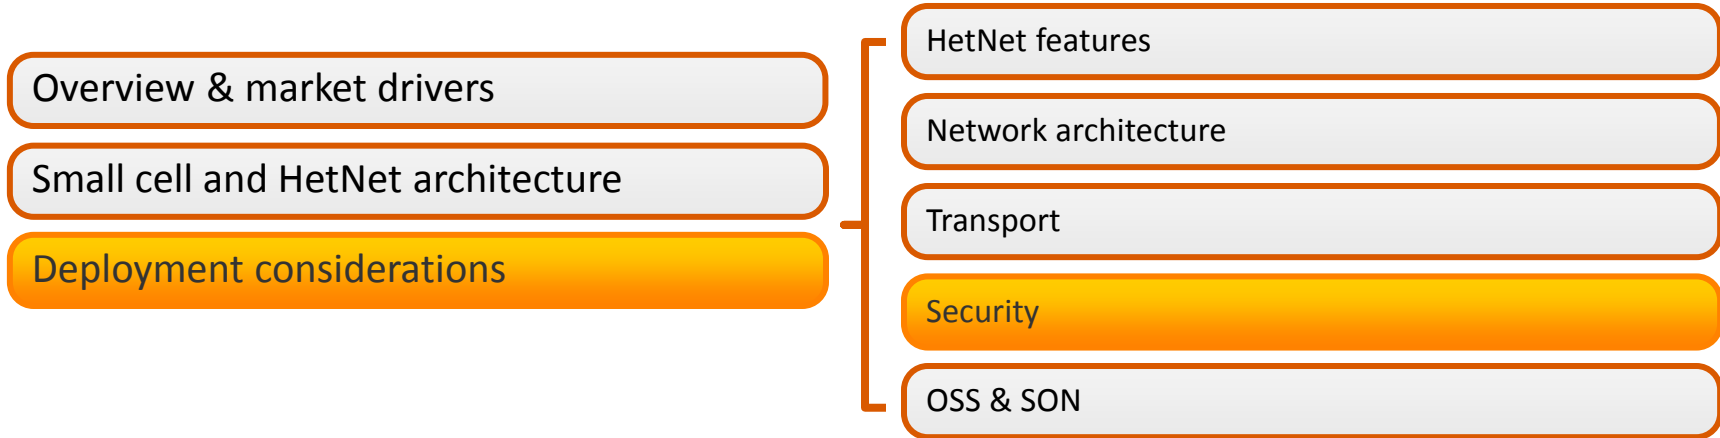 Overview & market drivers
Small cell and HetNet architecture
Deployment considerations
HetNet features
Network architecture
Transport
Security
OSS & SON